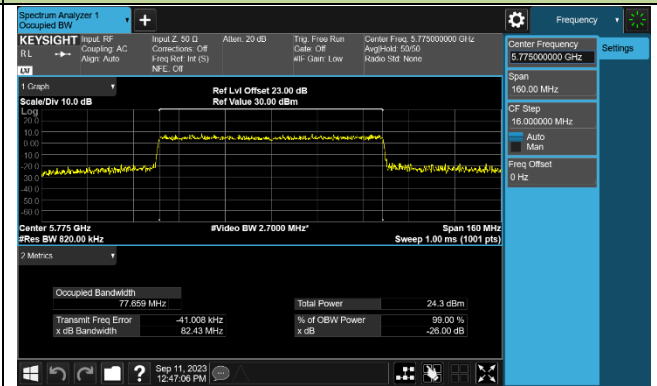 Spectrum Analyzer 1
Occupied BW
Frequency
KEYSIGHT
RL
LXI
Input: RF
Coupling: AC
Align: Auto
Input Z: 50 Ω
Corrections: Off
Freq Ref: Int (S)
NFE: Off
Atten: 20 dB
Trig: Free Run
Gate: Off
#IF Gain: Low
Center Freq: 5.775000000 GHz
Avg|Hold: 50/50
Radio Std: None
Center Frequency
5.775000000 GHz
Settings
Span
160.00 MHz
CF Step
16.000000 MHz
Auto
Man
Freq Offset
0 Hz
1 Graph
Scale/Div 10.0 dB
Ref Lvl Offset 23.00 dB
Ref Value 30.00 dBm
Log
20.0
10.0
0.00
-10.0
-20.0
-30.0
-40.0
-50.0
-60.0
Center 5.775 GHz
#Res BW 820.00 kHz
#Video BW 2.7000 MHz*
Span 160 MHz
Sweep 1.00 ms (1001 pts)
2 Metrics
Occupied Bandwidth
77.659 MHz
Total Power 24.3 dBm
Transmit Freq Error -41.008 kHz
% of OBW Power 99.00 %
x dB Bandwidth 82.43 MHz
x dB -26.00 dB
?
Sep 11, 2023
12:47:06 PM